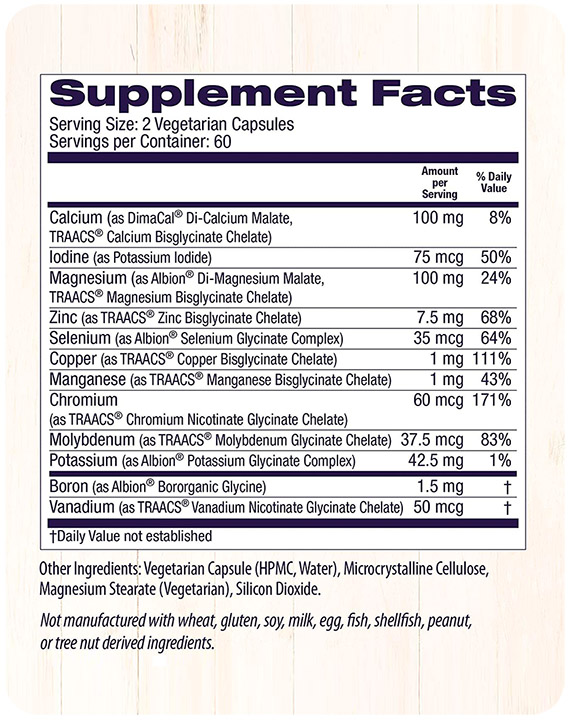 Supplement Facts
Serving Size: 2 Vegetarian Capsules
Servings per Container: 60
Amount
per
Serving
% Daily
Value
Calcium (as DimaCal® Di-Calcium Malate,
TRAACS® Calcium Bisglycinate Chelate) 100 mg 8%
Iodine (as Potassium Iodide) 75 mcg 50%
Magnesium (as Albion® Di-Magnesium Malate,
TRAACS® Magnesium Bisglycinate Chelate) 100 mg 24%
Zinc (as TRAACS® Zinc Bisglycinate Chelate) 7.5 mg 68%
Selenium (as Albion® Selenium Glycinate Complex) 35 mcg 64%
Copper (as TRAACS® Copper Bisglycinate Chelate) 1 mg 111%
Manganese (as TRAACS® Manganese Bisglycinate Chelate) 1 mg 43%
Chromium 60 mcg 171%
(as TRAACS® Chromium Nicotinate Glycinate Chelate)
Molybdenum (as TRAACS® Molybdenum Glycinate Chelate) 37.5 mcg 83%
Potassium (as Albion® Potassium Glycinate Complex) 42.5 mg 1%
Boron (as Albion® Bororganic Glycine) 1.5 mg †
Vanadium (as TRAACS® Vanadium Nicotinate Glycinate Chelate) 50 mcg †
†Daily Value not established
Other Ingredients: Vegetarian Capsule (HPMC, Water), Microcrystalline Cellulose,
Magnesium Stearate (Vegetarian), Silicon Dioxide.
Not manufactured with wheat, gluten, soy, milk, egg, fish, shellfish, peanut,
or tree nut derived ingredients.